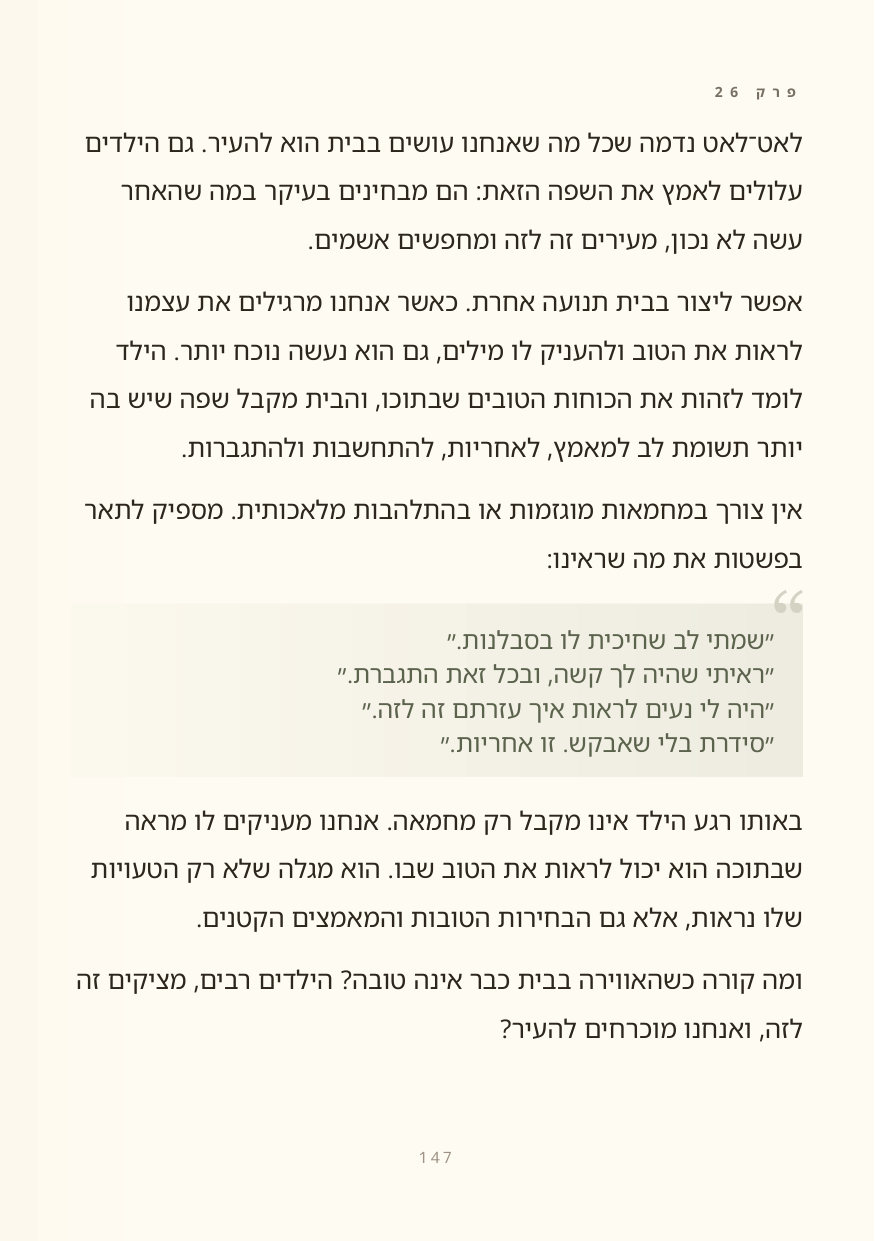 פרק 26
לאט־לאט נדמה שכל מה שאנחנו עושים בבית הוא להעיר. גם הילדים
עלולים לאמץ את השפה הזאת: הם מבחינים בעיקר במה שהאחר
עשה לא נכון, מעירים זה לזה ומחפשים אשמים.
אפשר ליצור בבית תנועה אחרת. כאשר אנחנו מרגילים את עצמנו
לראות את הטוב ולהעניק לו מילים, גם הוא נעשה נוכח יותר. הילד
לומד לזהות את הכוחות הטובים שבתוכו, והבית מקבל שפה שיש בה
יותר תשומת לב למאמץ, לאחריות, להתחשבות ולהתגברות.
אין צורך במחמאות מוגזמות או בהתלהבות מלאכותית. מספיק לתאר
בפשטות את מה שראינו:
“
״שמתי לב שחיכית לו בסבלנות.״
״ראיתי שהיה לך קשה, ובכל זאת התגברת.״
״היה לי נעים לראות איך עזרתם זה לזה.״
״סידרת בלי שאבקש. זו אחריות.״
באותו רגע הילד אינו מקבל רק מחמאה. אנחנו מעניקים לו מראה
שבתוכה הוא יכול לראות את הטוב שבו. הוא מגלה שלא רק הטעויות
שלו נראות, אלא גם הבחירות הטובות והמאמצים הקטנים.
ומה קורה כשהאווירה בבית כבר אינה טובה? הילדים רבים, מציקים זה
לזה, ואנחנו מוכרחים להעיר?
147